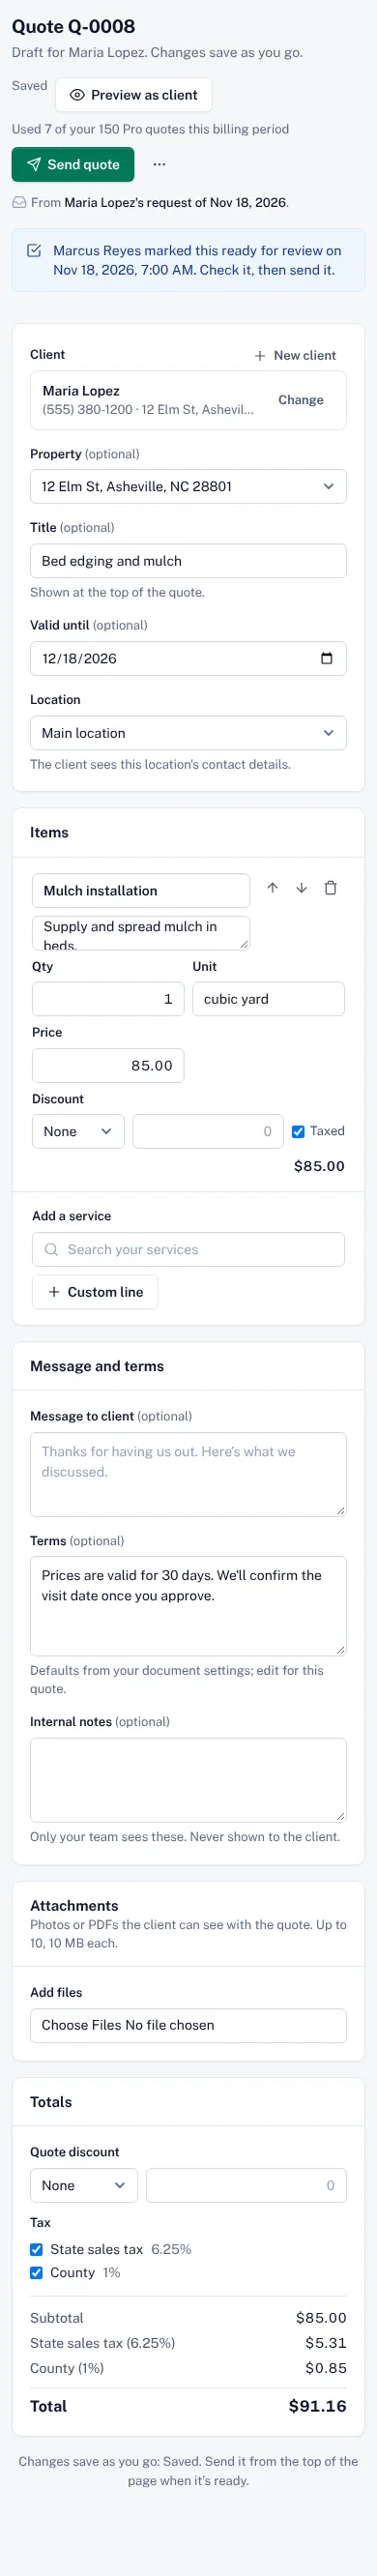 Quote Q-0008
Draft for Maria Lopez. Changes save as you go.
Saved
Preview as client
Used 7 of your 150 Pro quotes this billing period
Send quote
From Maria Lopez's request of Nov 18, 2026.
Marcus Reyes marked this ready for review on
Nov 18, 2026, 7:00 AM. Check it, then send it.
Client
New client
Maria Lopez
(555) 380-1200 · 12 Elm St, Ashevil...
Change
Property (optional)
12 Elm St, Asheville, NC 28801
Title (optional)
Bed edging and mulch
Shown at the top of the quote.
Valid until (optional)
12/18/2026
Location
Main location
The client sees this location's contact details.
Items
Mulch installation
Supply and spread mulch in
beds.
Qty
Unit
1
cubic yard
Price
85.00
Discount
None
0
Taxed
$85.00
Add a service
Search your services
Custom line
Message and terms
Message to client (optional)
Thanks for having us out. Here's what we
discussed.
Terms (optional)
Prices are valid for 30 days. We'll confirm the
visit date once you approve.
Defaults from your document settings; edit for this
quote.
Internal notes (optional)
Only your team sees these. Never shown to the client.
Attachments
Photos or PDFs the client can see with the quote. Up to
10, 10 MB each.
Add files
Choose Files No file chosen
Totals
Quote discount
None
0
Tax
State sales tax 6.25%
County 1%
Subtotal
$85.00
State sales tax (6.25%)
$5.31
County (1%)
$0.85
Total
$91.16
Changes save as you go: Saved. Send it from the top of the
page when it's ready.